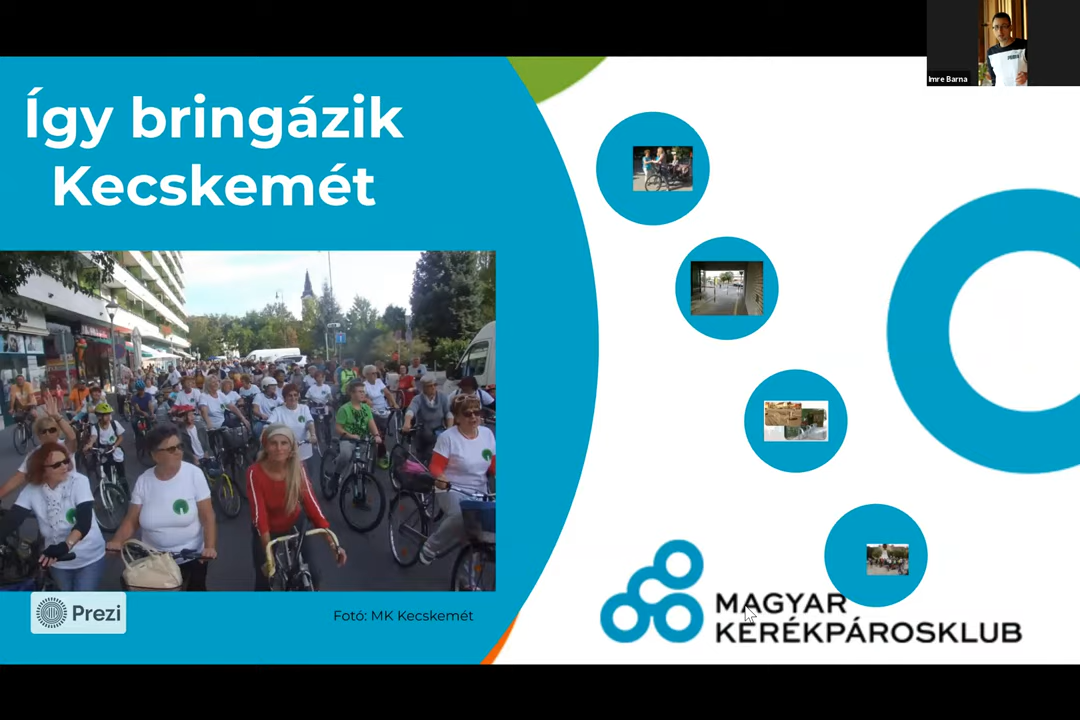 Imre Barna
Így bringázik
Kecskemét
Prezi
Fotó: MK Kecskemét
MAGYAR
KERÉKPÁROSKLUB